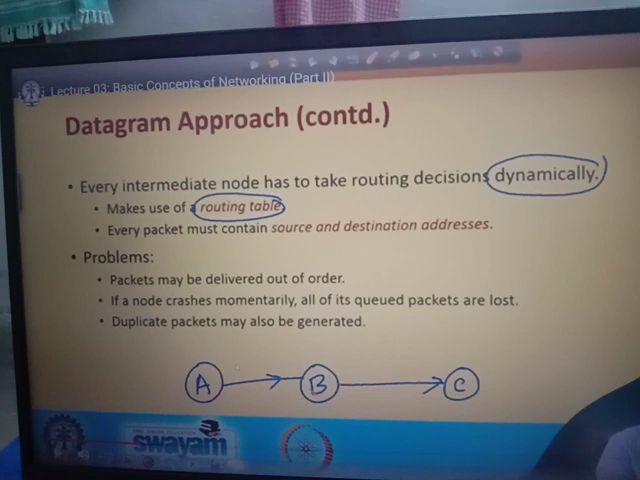 Lecture 03: Basic Concepts of Networking (Part II)
Datagram Approach (contd.)
• Every intermediate node has to take routing decisions dynamically.
• Makes use of a routing table
• Every packet must contain source and destination addresses.
• Problems:
• Packets may be delivered out of order.
• If a node crashes momentarily, all of its queued packets are lost.
• Duplicate packets may also be generated.
A B C
swayam